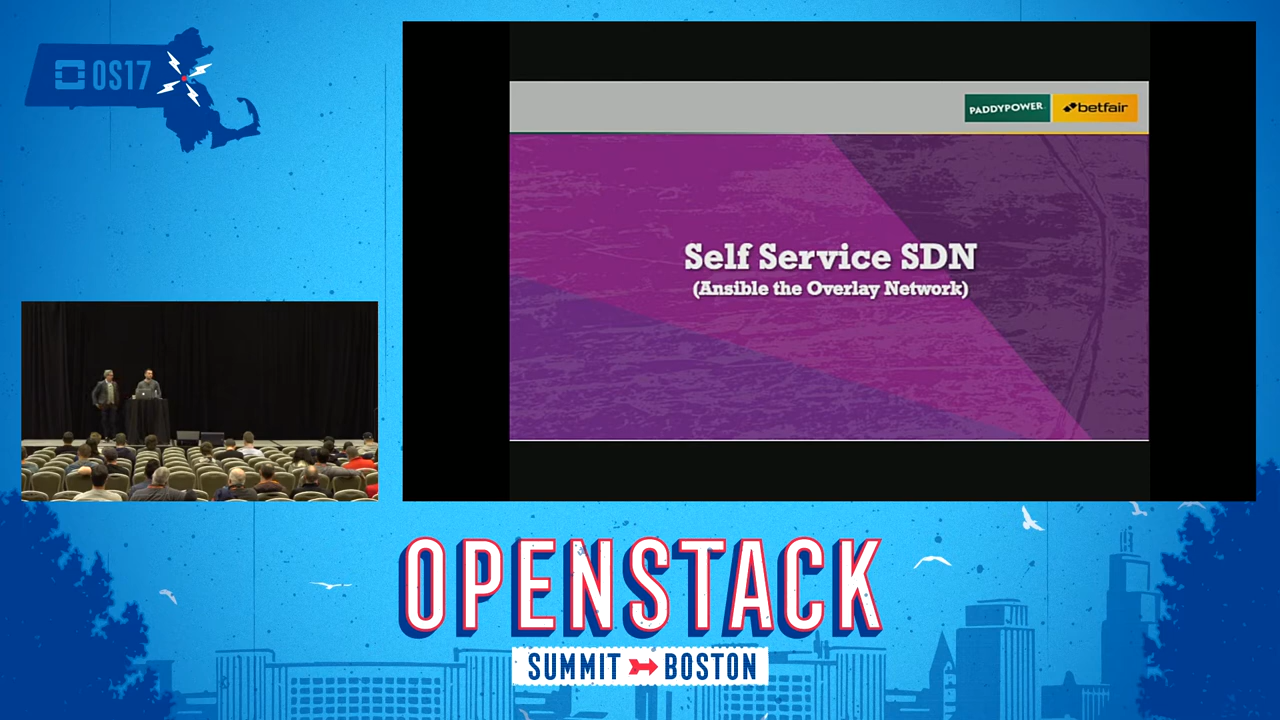 OS17
PADDYPOWER.
betfair
Self Service SDN
(Ansible the Overlay Network)
OPENSTACK
SUMMIT BOSTON